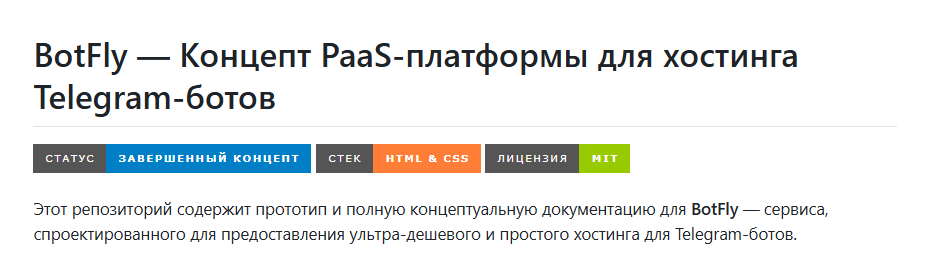 BotFly — Концепт PaaS-платформы для хостинга
Telegram-ботов
СТАТУС ЗАВЕРШЕННЫЙ КОНЦЕПТ СТЕК HTML & CSS ЛИЦЕНЗИЯ MIT
Этот репозиторий содержит прототип и полную концептуальную документацию для BotFly — сервиса,
спроектированного для предоставления ультра-дешевого и простого хостинга для Telegram-ботов.